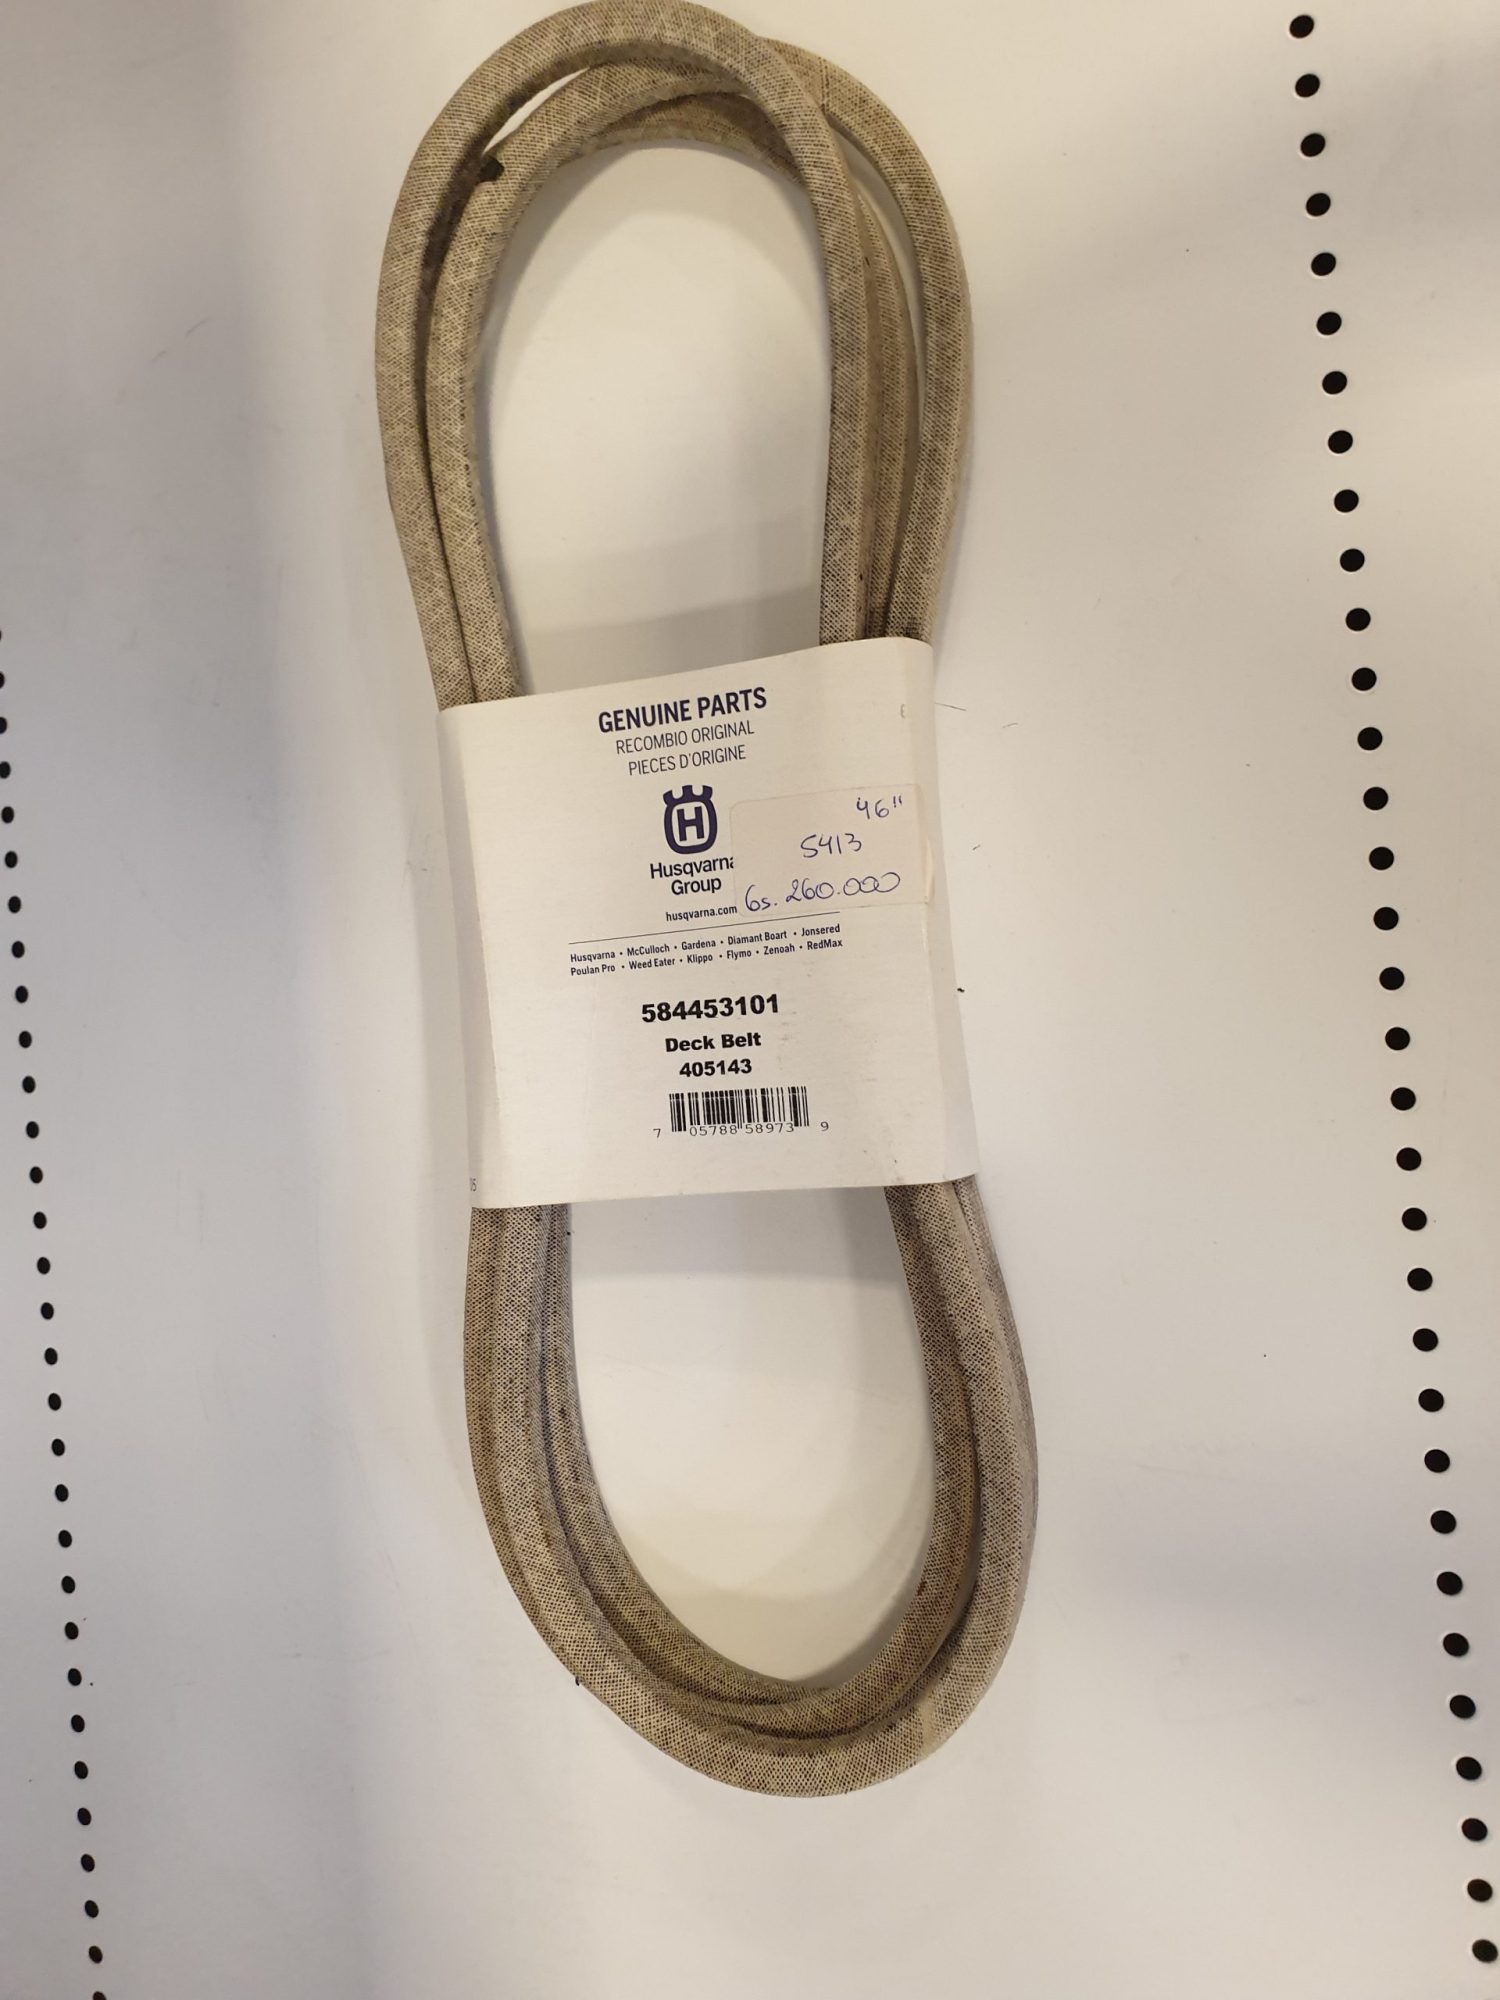 GENUINE PARTS
RECOMBIO ORIGINAL
PIECES D'ORIGINE
H
Husqvarna
Group
husqvarna.com
46"
5413
Gs. 260.000
Husqvarna • McCulloch • Gardena • Diamant Boart • Jonsered
Poulan Pro • Weed Eater • Klippo • Flymo • Zenoah • RedMax
584453101
Deck Belt
405143
7 05788 58973 9